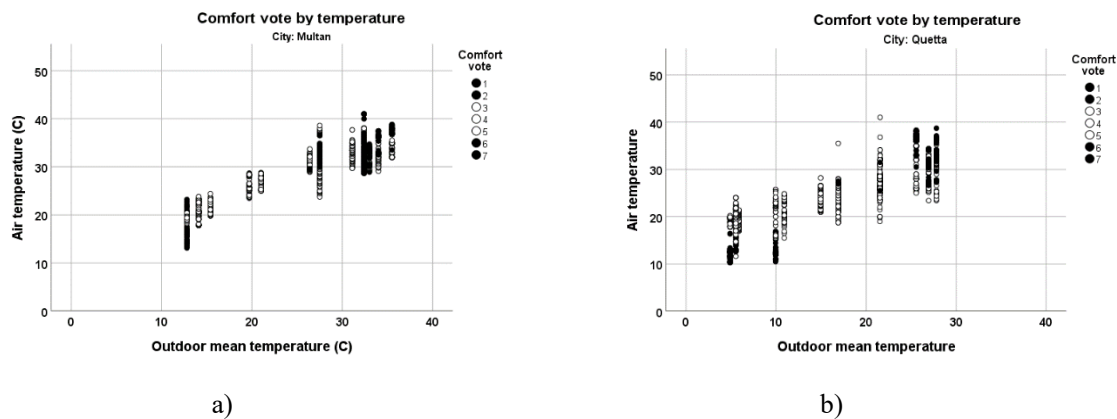 Comfort vote by temperature
City: Multan
Comfort
vote
1
2
3
4
5
6
7
Air temperature (C)
50
40
30
20
10
0
0 10 20 30 40
Outdoor mean temperature (C)
a)
Comfort vote by temperature
City: Quetta
Comfort
vote
1
2
3
4
5
6
7
Air temperature
50
40
30
20
10
0
0 10 20 30 40
Outdoor mean temperature
b)